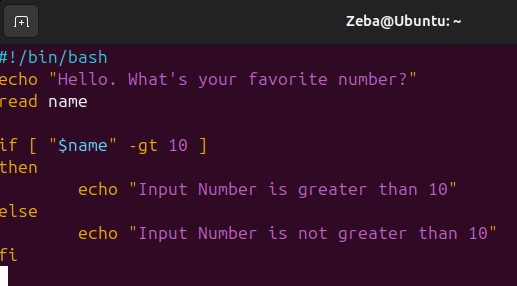 Zeba@Ubuntu: ~
#!/bin/bash
echo "Hello. What's your favorite number?"
read name
if [ "$name" -gt 10 ]
then
echo "Input Number is greater than 10"
else
echo "Input Number is not greater than 10"
fi